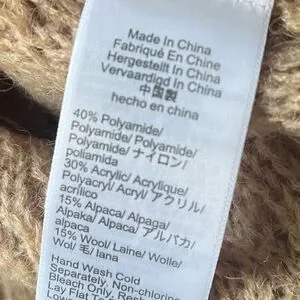 Made In China
Fabriqué En Chine
Hergestellt In China
Vervaardigd In China
中国製
hecho en china
40% Polyamide/
Polyamide/ Polyamid/
Polyamide/ ナイロン/
poliamida
30% Acrylic/ Acrylique/
Polyacryl/ Acryl/ アクリル/
acrílico
15% Alpaca/ Alpaga/
Alpaka/ Alpaca/ アルパカ/
alpaca
15% Wool/ Laine/ Wolle/
Wol/ 毛/ lana
Hand Wash Cold
Separately, Non-chlorine
Bleach Only, Res
Lay Flat T
Low